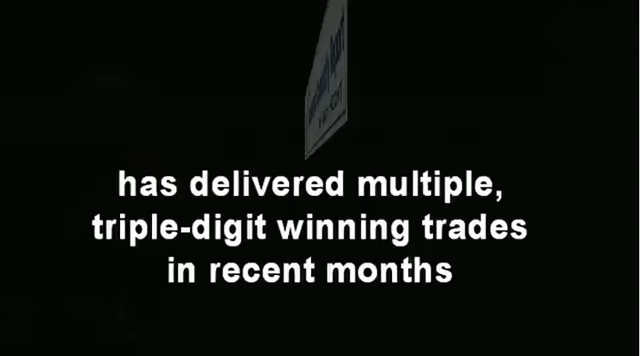 has delivered multiple,
triple-digit winning trades
in recent months